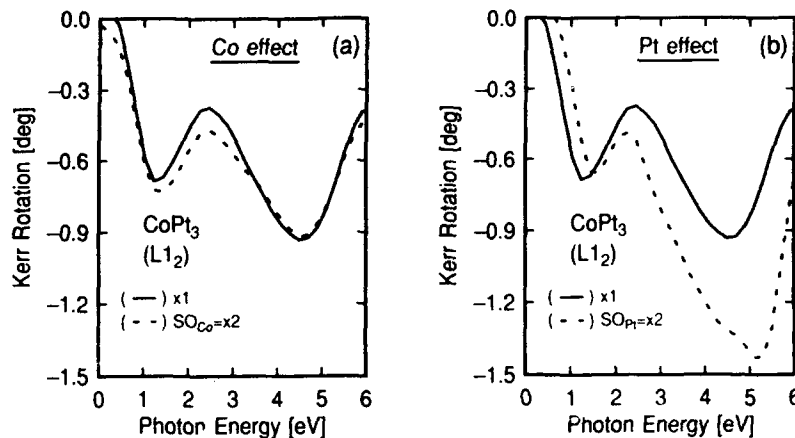 0.0
−0.3
−0.6
−0.9
−1.2
−1.5
Kerr Rotation [deg]
Co effect
(a)
CoPt3
(L12)
( — ) x1
( - - ) SOCo=x2
0 1 2 3 4 5 6
Photon Energy [eV]
0.0
−0.3
−0.6
−0.9
−1.2
−1.5
Kerr Rotation [deg]
Pt effect
(b)
CoPt3
(L12)
( — ) x1
( - - ) SOPt=x2
0 1 2 3 4 5 6
Photon Energy [eV]